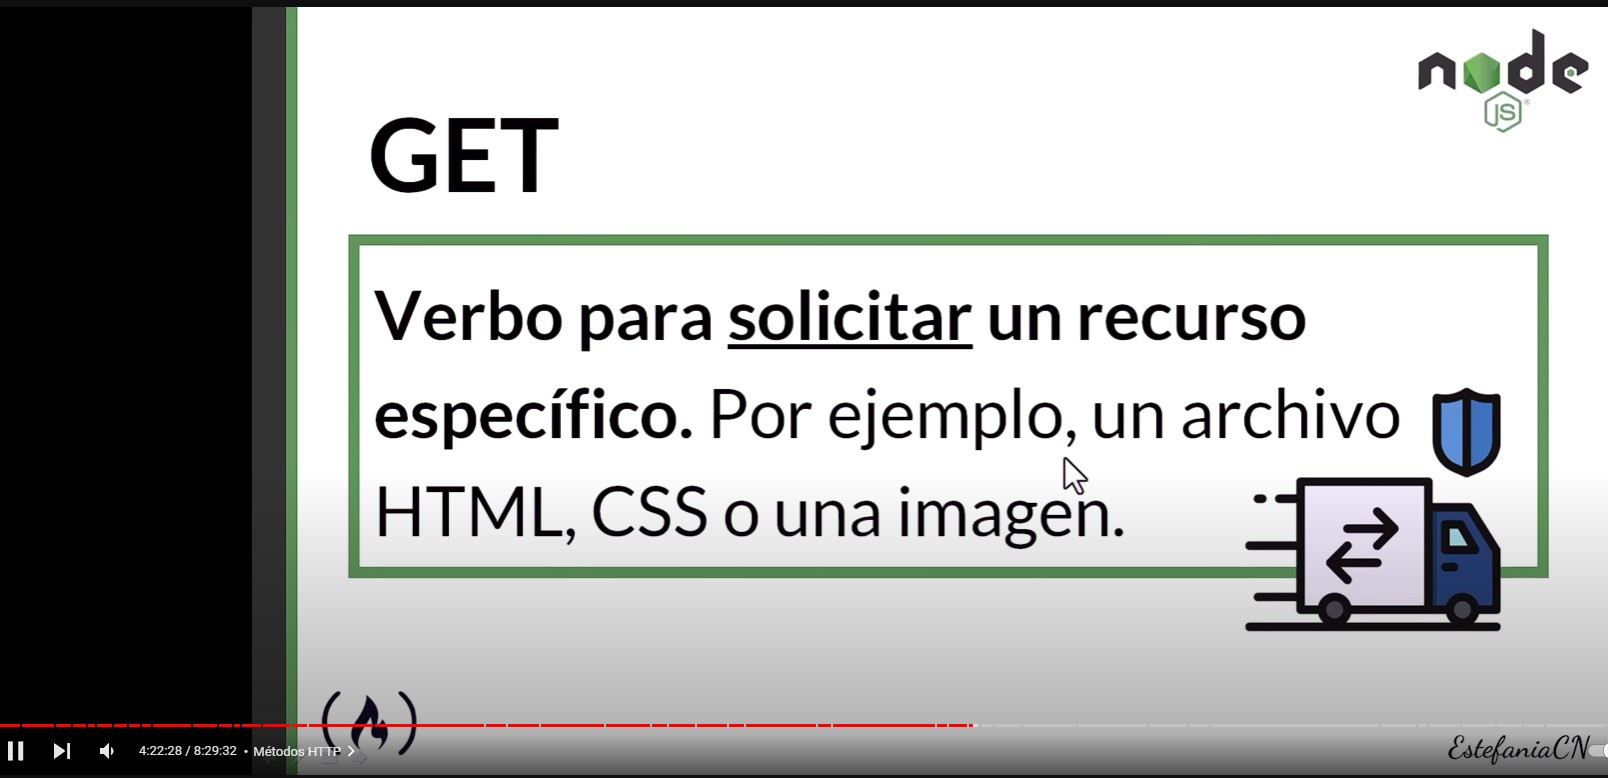 node
JS
GET
Verbo para solicitar un recurso
específico. Por ejemplo, un archivo
HTML, CSS o una imagen.
4:22:28 / 8:29:32 • Métodos HTTP
EstefaniaCN